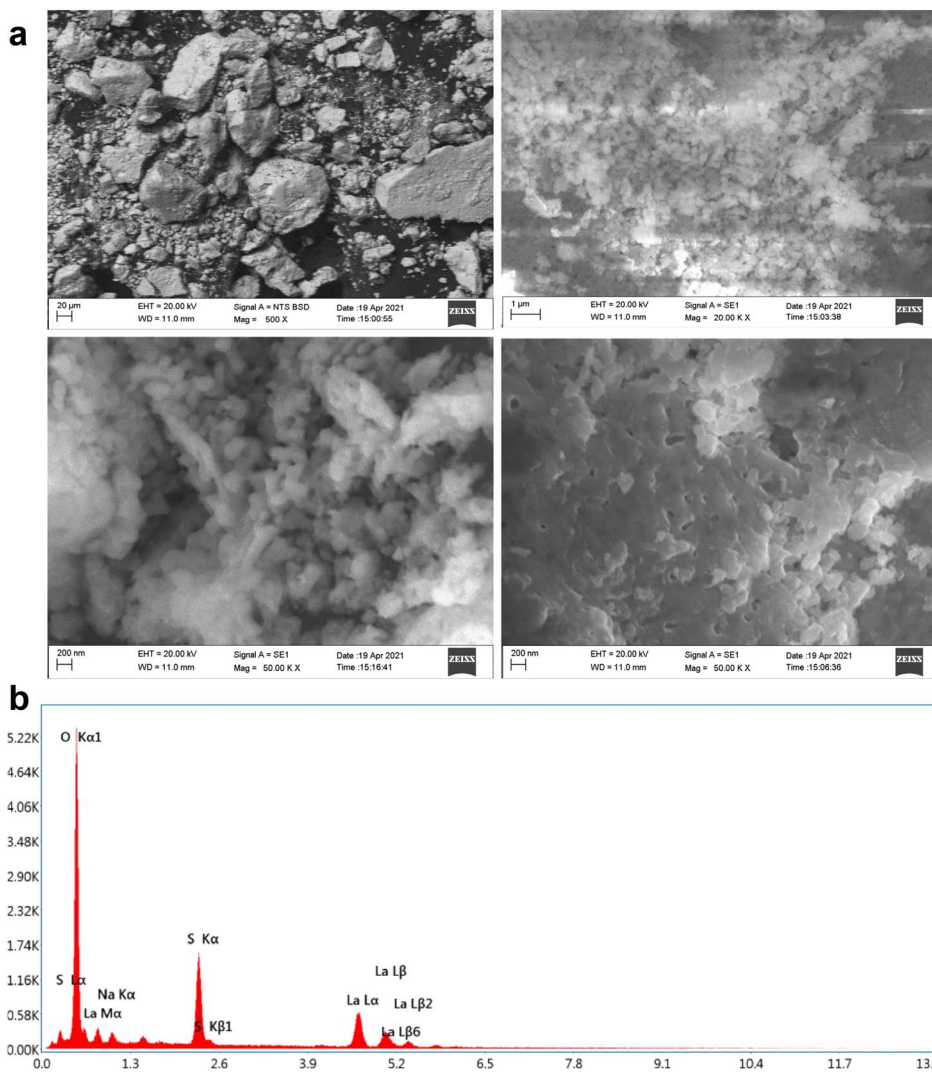 a
20 µm
EHT = 20.00 kV
Signal A = NTS BSD
Date :19 Apr 2021
WD = 11.0 mm
Mag = 500 X
Time :15:00:55
ZEISS
1 µm
EHT = 20.00 kV
Signal A = SE1
Date :19 Apr 2021
WD = 11.0 mm
Mag = 20.00 K X
Time :15:03:38
ZEISS
200 nm
EHT = 20.00 kV
Signal A = SE1
Date :19 Apr 2021
WD = 11.0 mm
Mag = 50.00 K X
Time :15:16:41
ZEISS
200 nm
EHT = 20.00 kV
Signal A = SE1
Date :19 Apr 2021
WD = 11.0 mm
Mag = 50.00 K X
Time :15:06:36
ZEISS
b
5.22K
4.64K
4.06K
3.48K
2.90K
2.32K
1.74K
1.16K
0.58K
0.00K
O Kα1
S Lα
La Mα
Na Kα
S Kα
S Kβ1
La Lα
La Lβ
La Lβ2
La Lβ6
0.0 1.3 2.6 3.9 5.2 6.5 7.8 9.1 10.4 11.7